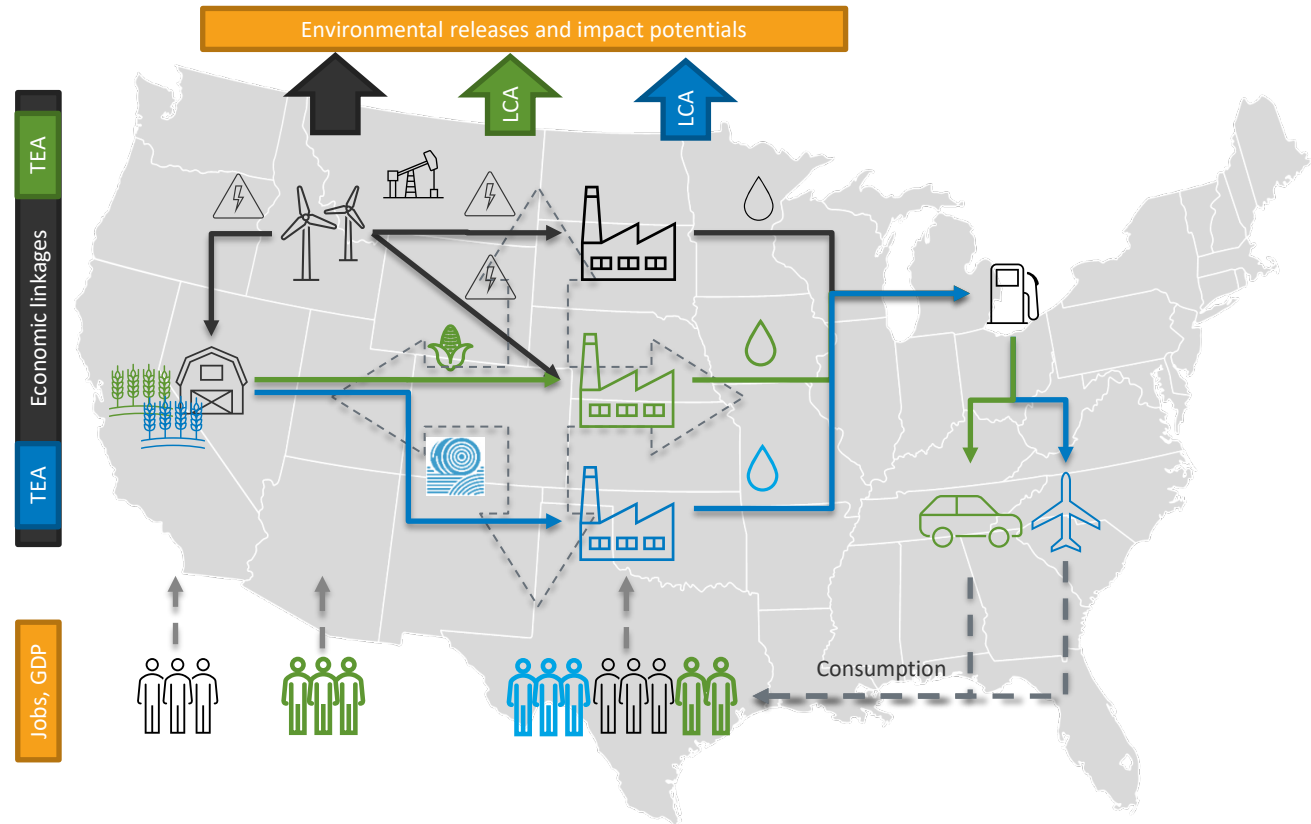 Environmental releases and impact potentials
LCA
LCA
TEA
Economic linkages
TEA
Jobs, GDP
Consumption